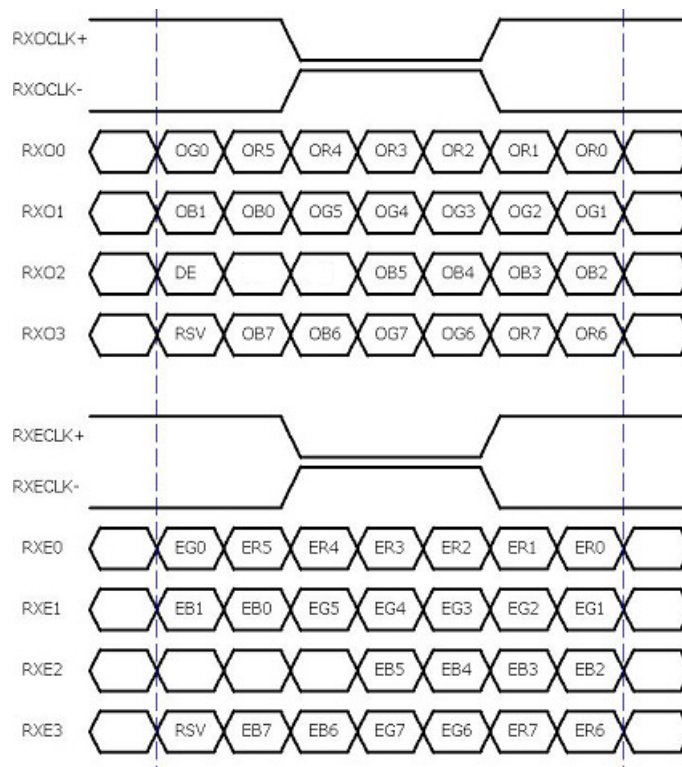 RXOCLK+
RXOCLK-
RXO0 OG0 OR5 OR4 OR3 OR2 OR1 OR0
RXO1 OB1 OB0 OG5 OG4 OG3 OG2 OG1
RXO2 DE OB5 OB4 OB3 OB2
RXO3 RSV OB7 OB6 OG7 OG6 OR7 OR6
RXECLK+
RXECLK-
RXE0 EG0 ER5 ER4 ER3 ER2 ER1 ER0
RXE1 EB1 EB0 EG5 EG4 EG3 EG2 EG1
RXE2 EB5 EB4 EB3 EB2
RXE3 RSV EB7 EB6 EG7 EG6 ER7 ER6